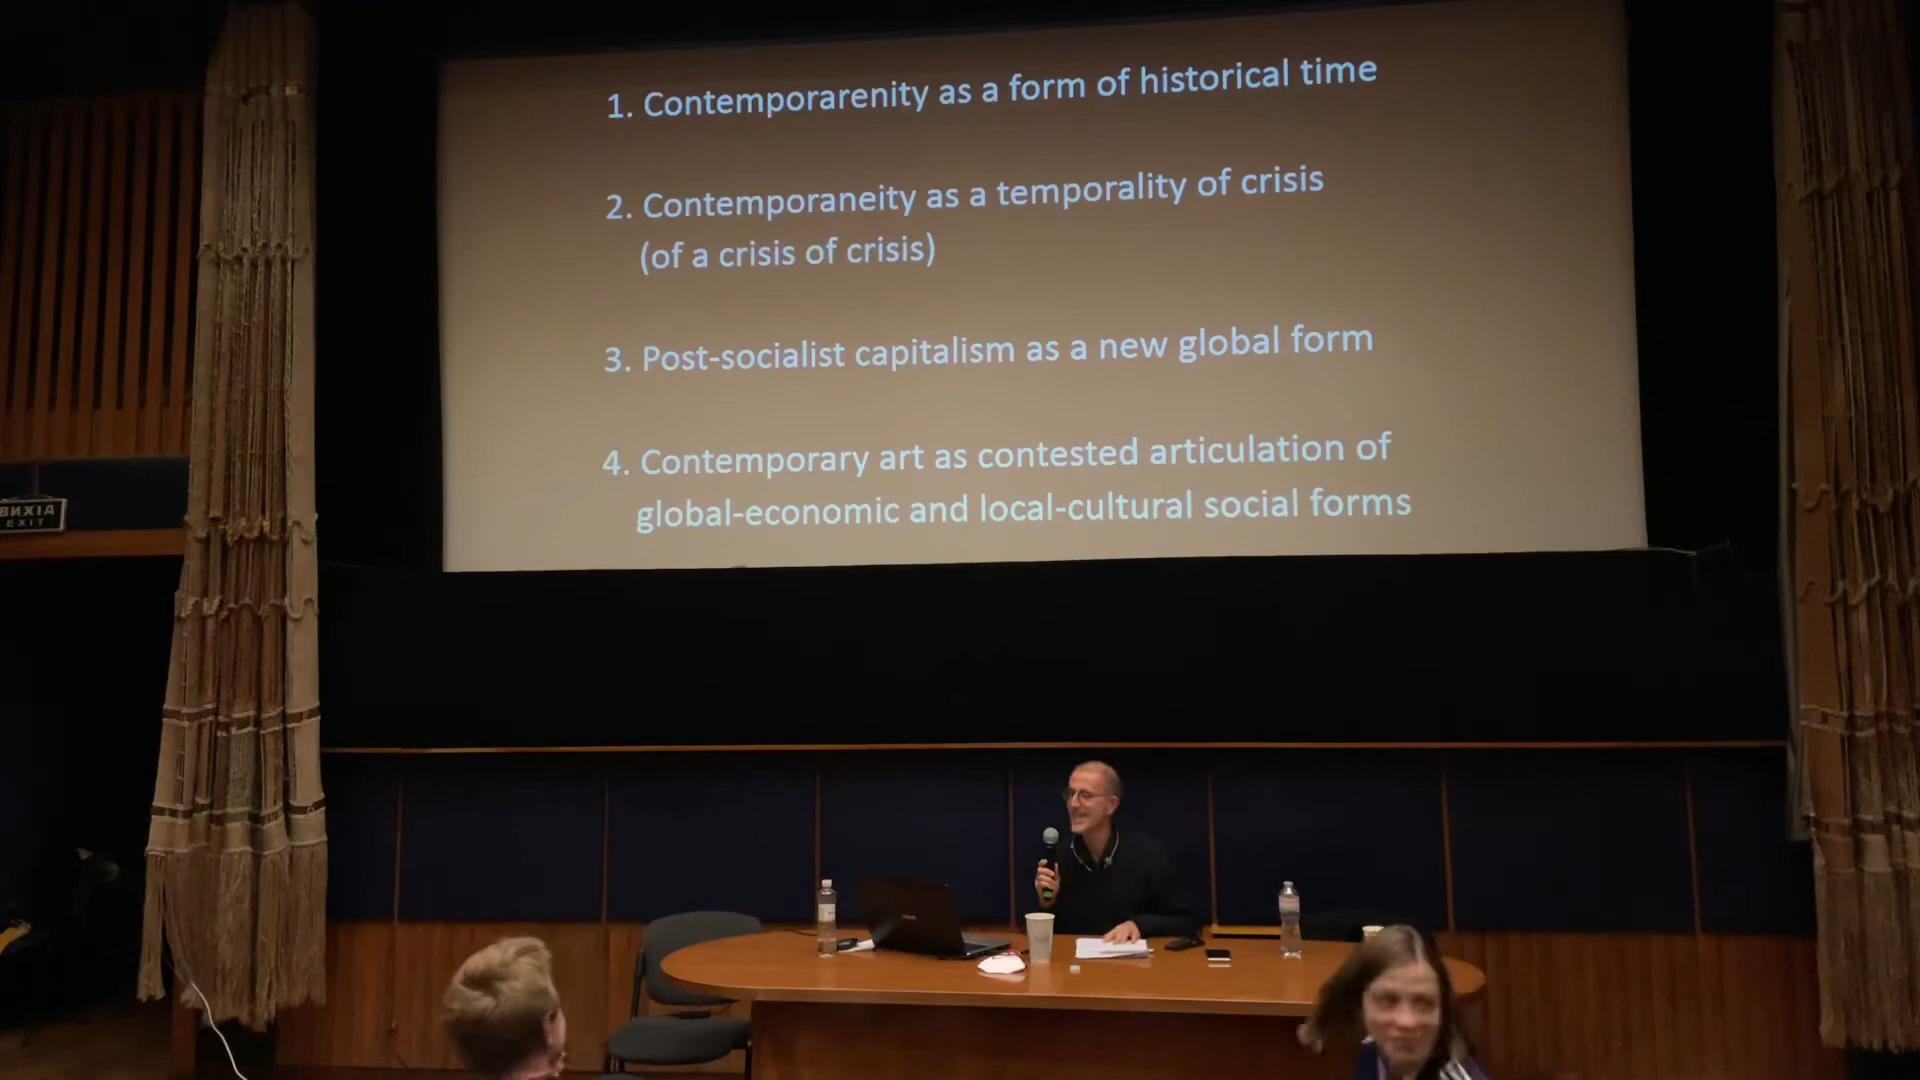 1. Contemporarenity as a form of historical time
2. Contemporaneity as a temporality of crisis
(of a crisis of crisis)
3. Post-socialist capitalism as a new global form
4. Contemporary art as contested articulation of
global-economic and local-cultural social forms
ВИХІД
EXIT